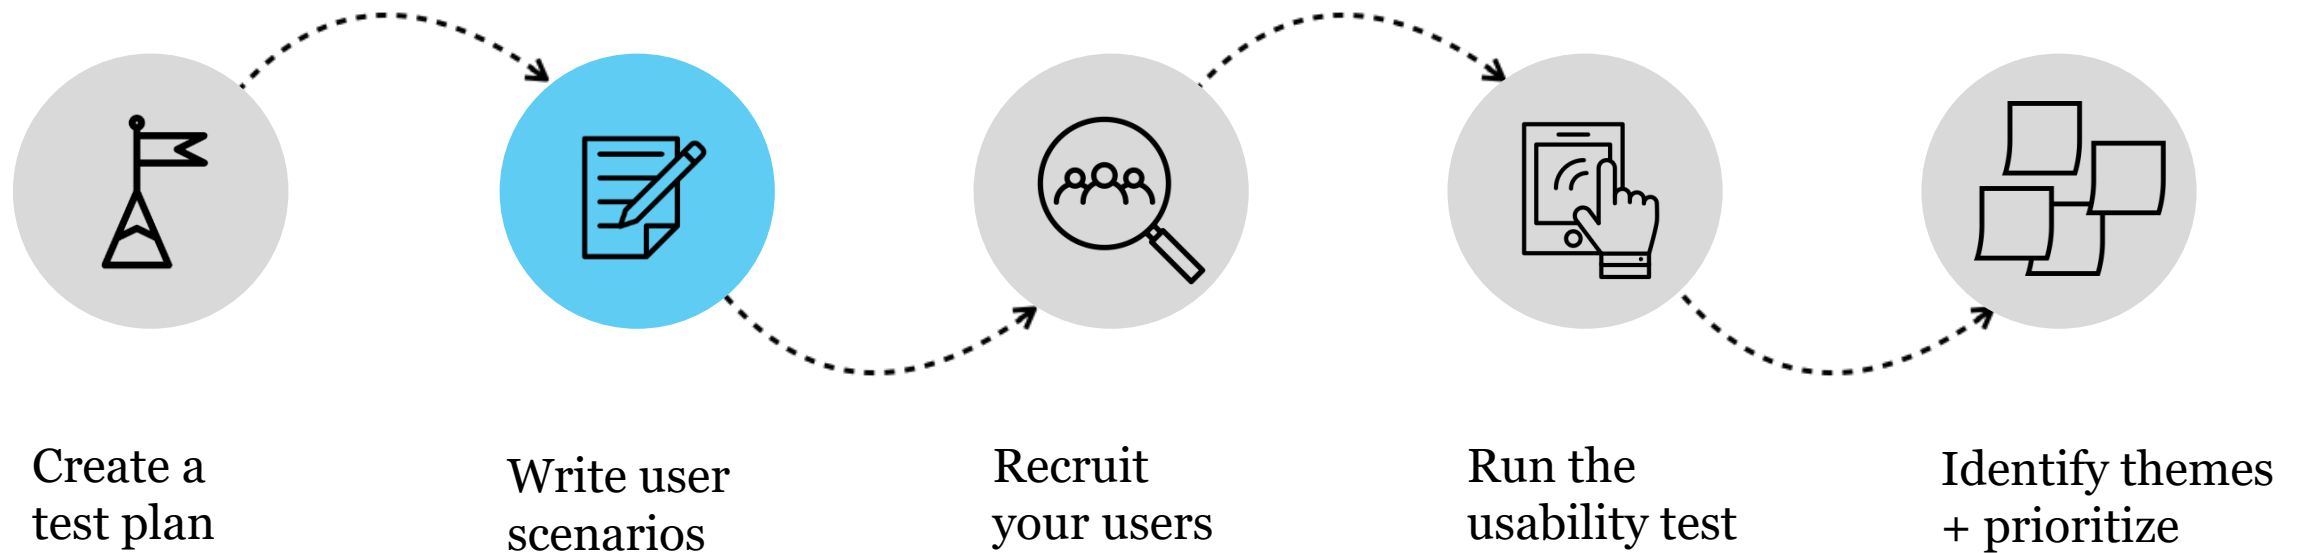 Create a
test plan
Write user
scenarios
Recruit
your users
Run the
usability test
Identify themes
+ prioritize